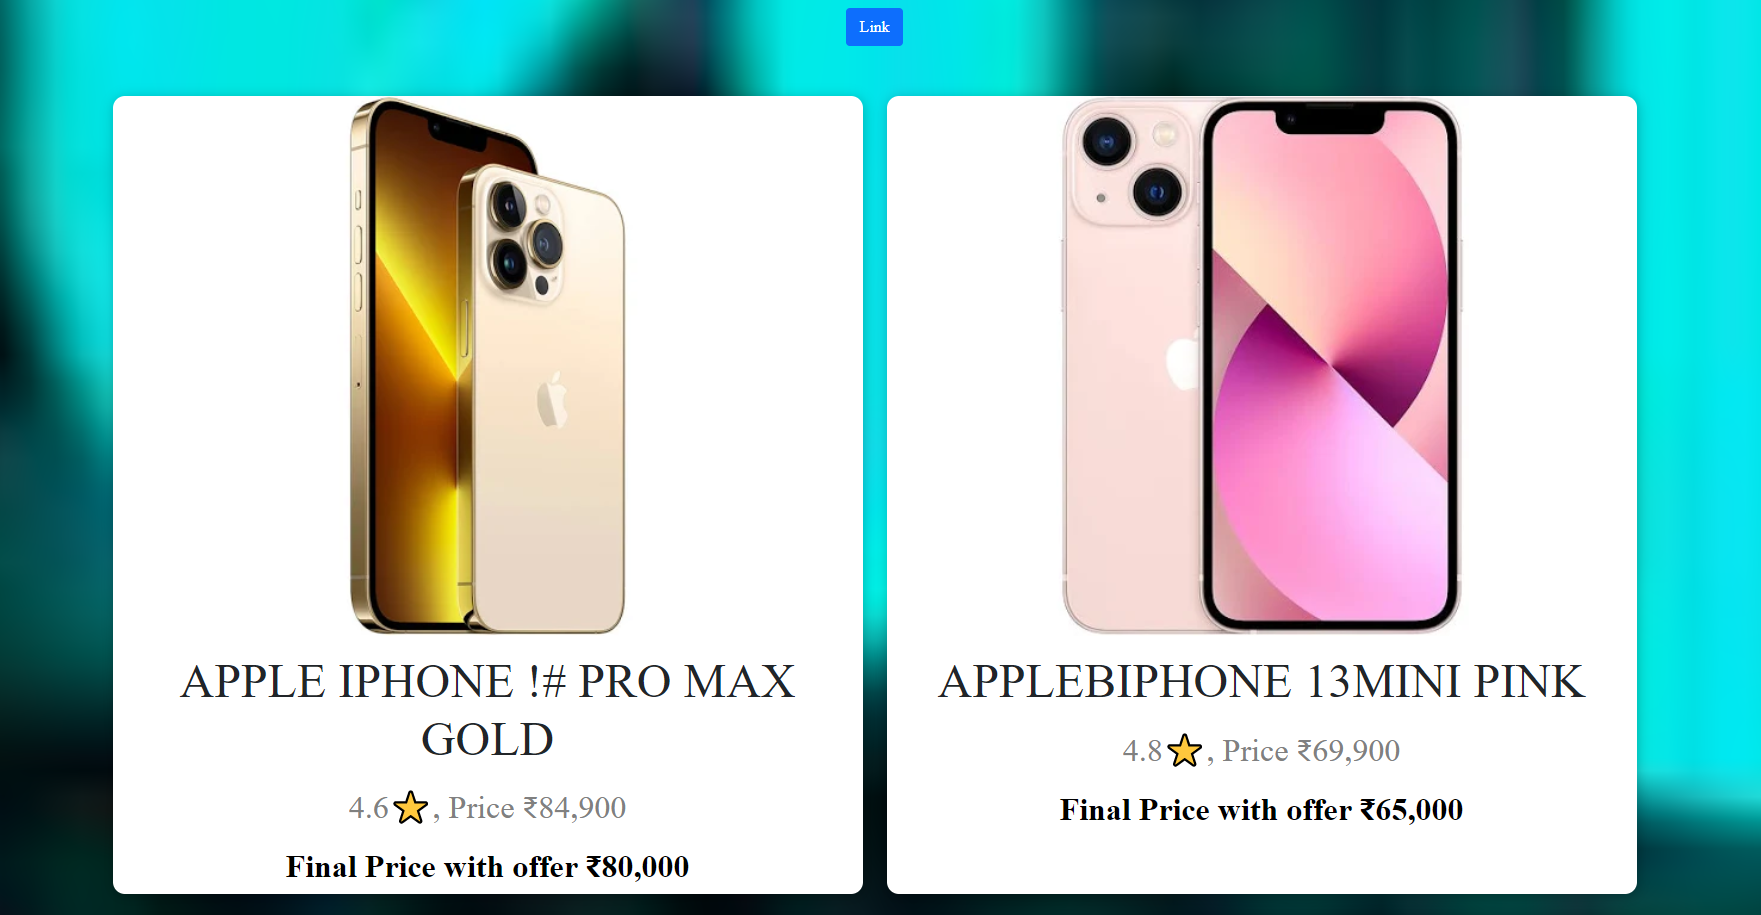 Link
APPLE IPHONE !# PRO MAX
GOLD
4.6⭐, Price ₹84,900
Final Price with offer ₹80,000
APPLEBIPHONE 13MINI PINK
4.8⭐, Price ₹69,900
Final Price with offer ₹65,000